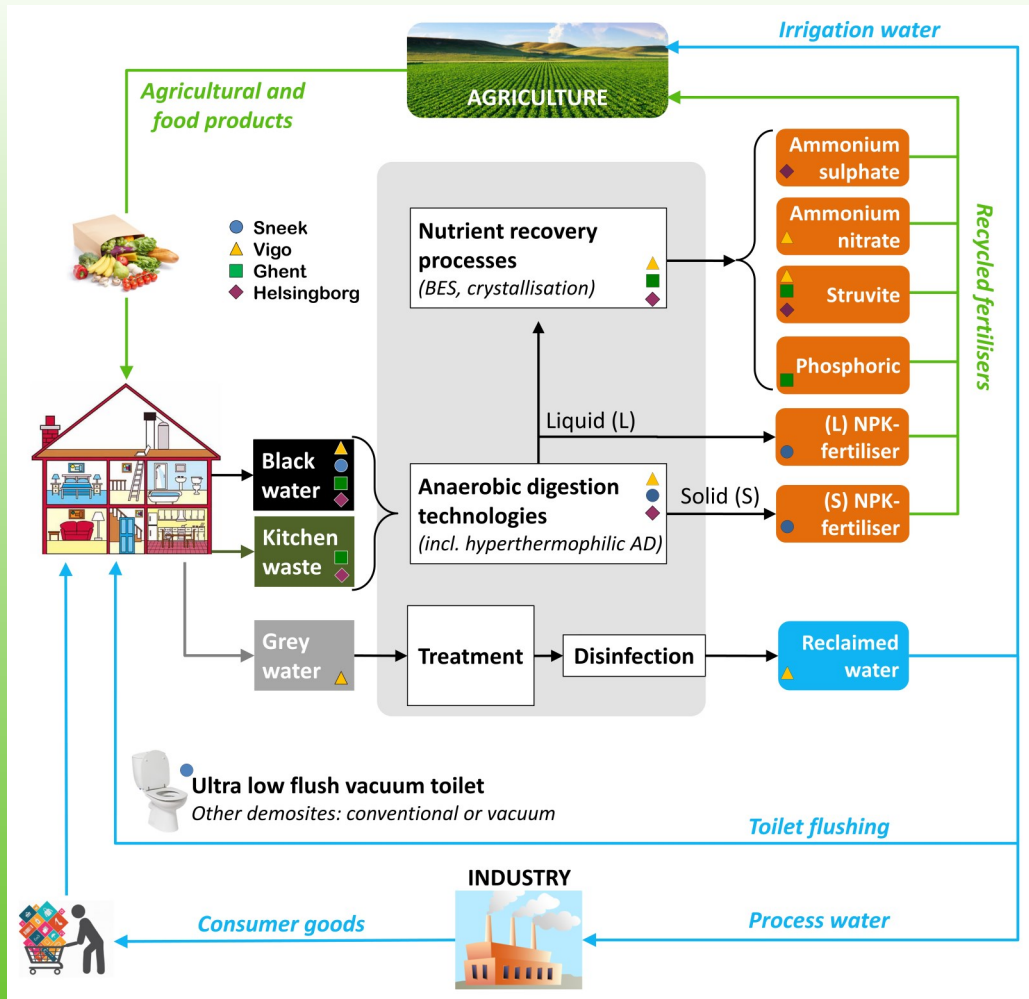 Irrigation water
Agricultural and
food products
AGRICULTURE
Sneek
Vigo
Ghent
Helsingborg
Nutrient recovery
processes
(BES, crystallisation)
Ammonium
sulphate
Ammonium
nitrate
Struvite
Phosphoric
Recycled fertilisers
Liquid (L)
(L) NPK-
fertiliser
Black
water
Anaerobic digestion
technologies
(incl. hyperthermophilic AD)
Solid (S)
(S) NPK-
fertiliser
Kitchen
waste
Grey
water
Treatment
Disinfection
Reclaimed
water
Ultra low flush vacuum toilet
Other demosites: conventional or vacuum
Toilet flushing
INDUSTRY
Consumer goods
Process water